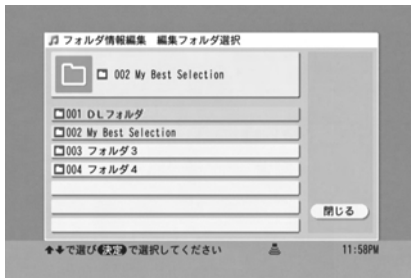 フォルダ情報編集 編集フォルダ選択
002 My Best Selection
001 DLフォルダ
002 My Best Selection
003 フォルダ3
004 フォルダ4
閉じる
で選び決定で選択してください 11:58PM